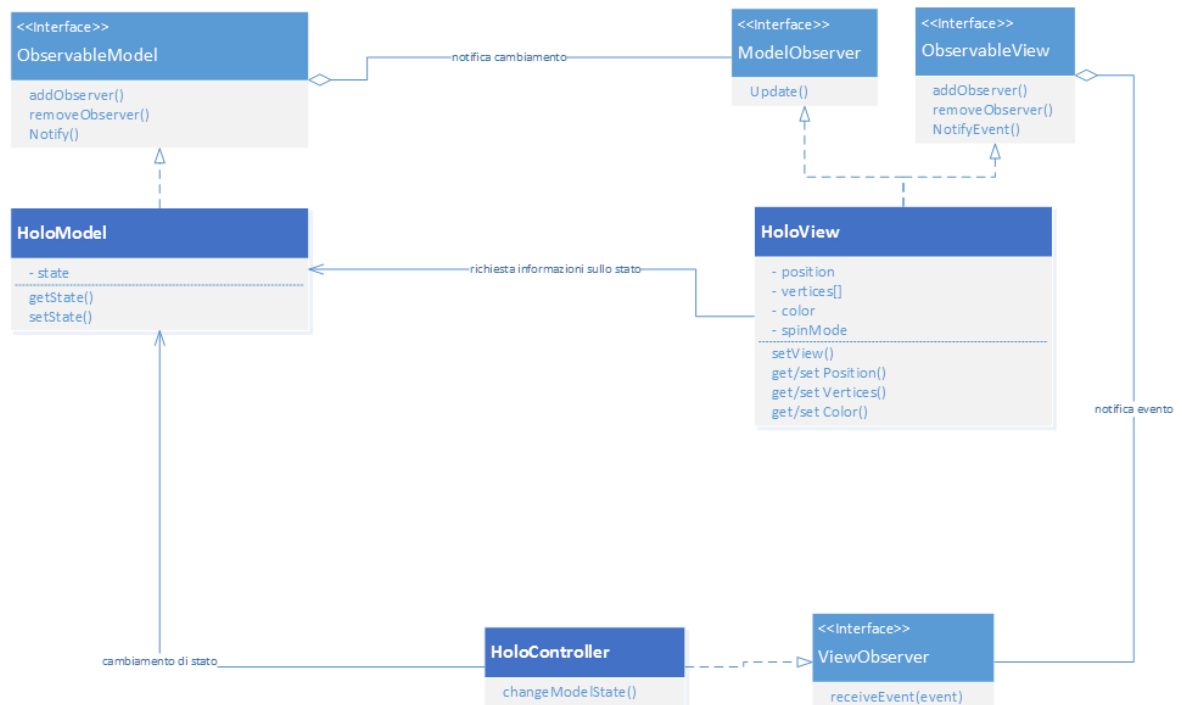 <<Interface>>
ObservableModel
addObserver()
removeObserver()
Notify()
notifica cambiamento
<<Interface>>
ModelObserver
Update()
<<Interface>>
ObservableView
addObserver()
removeObserver()
NotifyEvent()
HoloModel
- state
getState()
setState()
richiesta informazioni sullo stato
HoloView
- position
- vertices[]
- color
- spinMode
setView()
get/set Position()
get/set Vertices()
get/set Color()
notifica evento
cambiamento di stato
HoloController
changeModelState()
<<Interface>>
ViewObserver
receiveEvent(event)